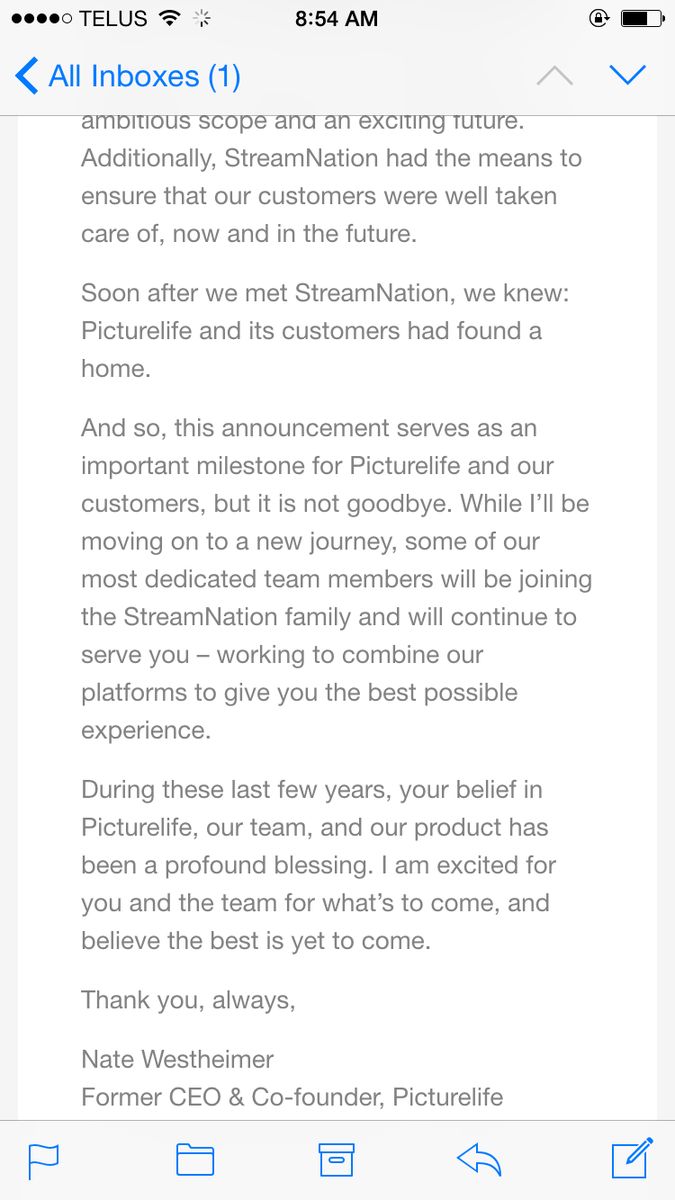 TELUS 8:54 AM
All Inboxes (1)
ambitious scope and an exciting future.
Additionally, StreamNation had the means to
ensure that our customers were well taken
care of, now and in the future.
Soon after we met StreamNation, we knew:
Picturelife and its customers had found a
home.
And so, this announcement serves as an
important milestone for Picturelife and our
customers, but it is not goodbye. While I’ll be
moving on to a new journey, some of our
most dedicated team members will be joining
the StreamNation family and will continue to
serve you – working to combine our
platforms to give you the best possible
experience.
During these last few years, your belief in
Picturelife, our team, and our product has
been a profound blessing. I am excited for
you and the team for what’s to come, and
believe the best is yet to come.
Thank you, always,
Nate Westheimer
Former CEO & Co-founder, Picturelife